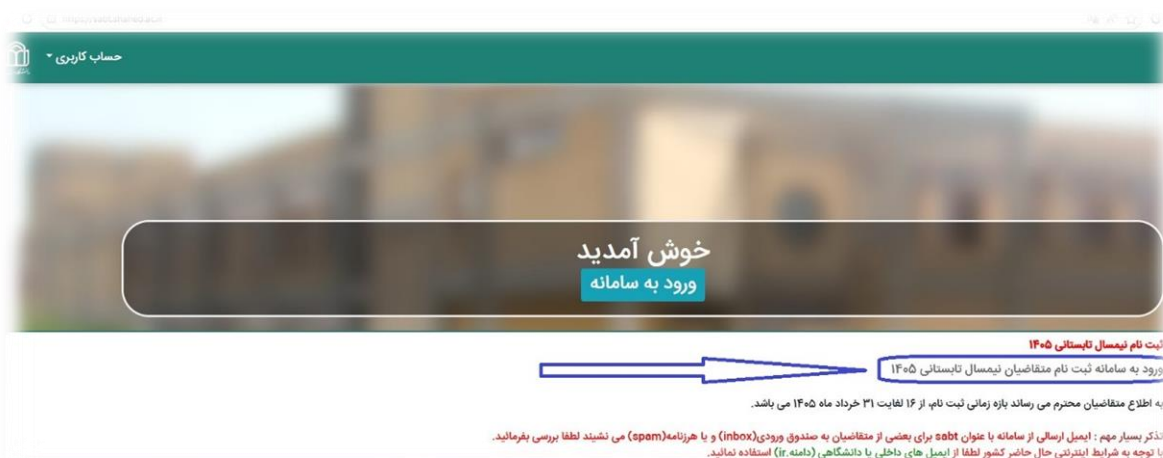 حساب کاربری
خوش آمدید
ورود به سامانه
ثبت نام نیمسال تابستانی ۱۴۰۵
ورود به سامانه ثبت نام متقاضیان نیمسال تابستانی ۱۴۰۵
به اطلاع متقاضیان محترم می رساند بازه زمانی ثبت نام، از ۱۶ لغایت ۳۱ خرداد ماه ۱۴۰۵ می باشد.
تذکر بسیار مهم : ایمیل ارسالی از سامانه با عنوان sabt برای بعضی از متقاضیان به صندوق ورودی(inbox) و یا هرزنامه(spam) می نشیند لطفا بررسی بفرمائید.
با توجه به شرایط اینترنتی حال حاضر کشور لطفا از ایمیل های داخلی یا دانشگاهی (دامنه.ir) استفاده نمائید.